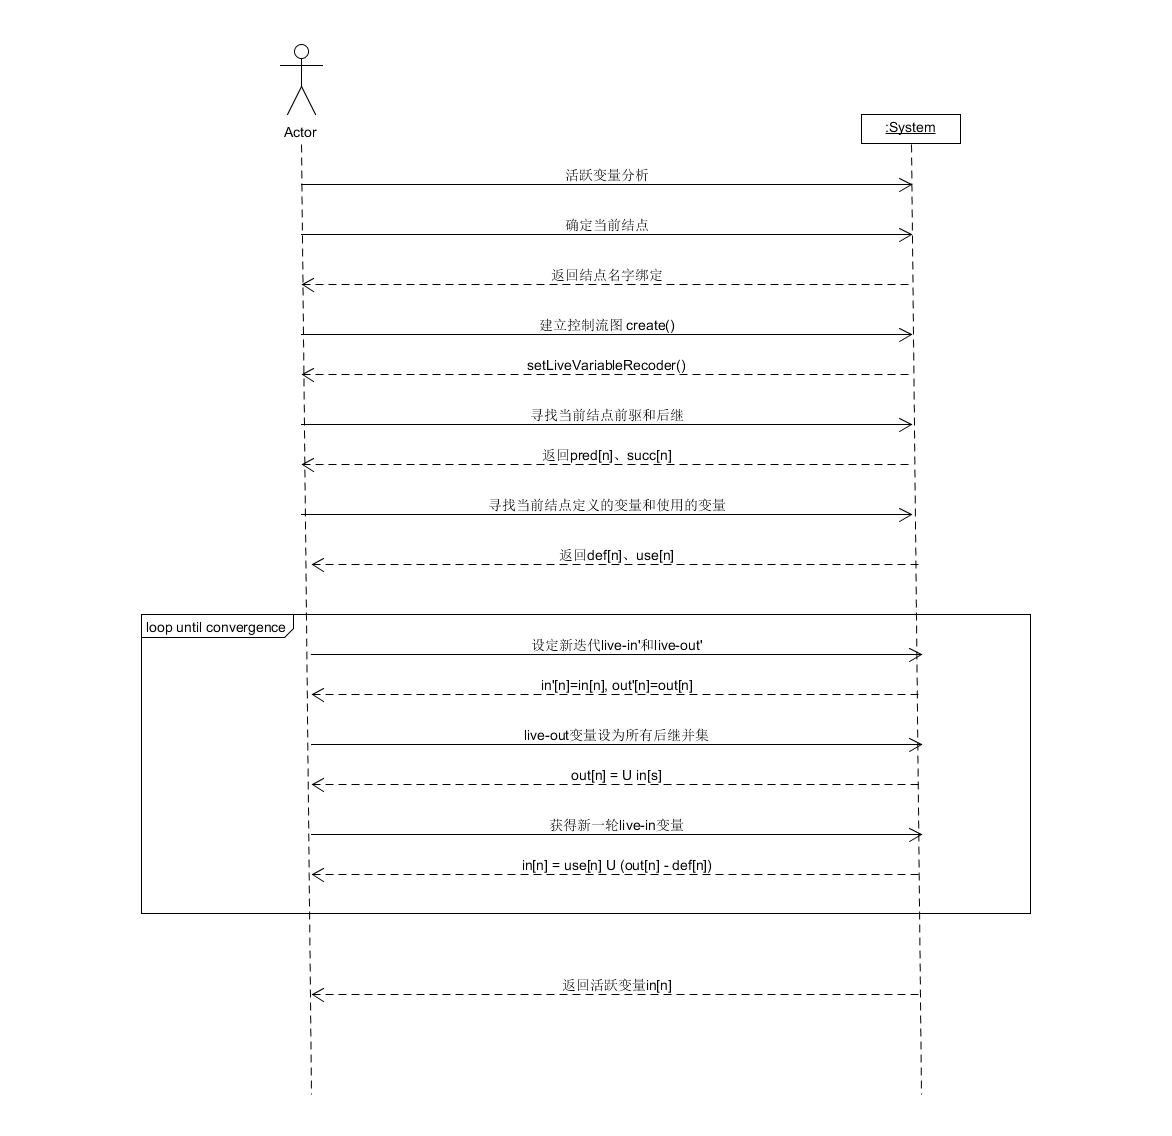 Actor
:System
活跃变量分析
确定当前结点
返回结点名字绑定
建立控制流图 create()
setLiveVariableRecoder()
寻找当前结点前驱和后继
返回pred[n]、succ[n]
寻找当前结点定义的变量和使用的变量
返回def[n]、use[n]
loop until convergence
设定新迭代live-in'和live-out'
in'[n]=in[n], out'[n]=out[n]
live-out变量设为所有后继并集
out[n] = U in[s]
获得新一轮live-in变量
in[n] = use[n] U (out[n] - def[n])
返回活跃变量in[n]